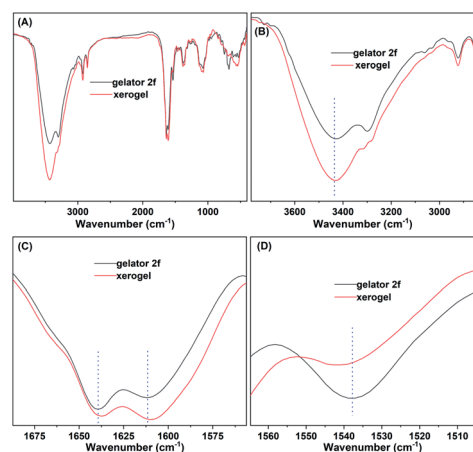 (A)
gelator 2f
xerogel
4000 3000 2000 1000
Wavenumber (cm⁻¹)
(B)
gelator 2f
xerogel
3600 3400 3200 3000
Wavenumber (cm⁻¹)
(C)
gelator 2f
xerogel
1675 1650 1625 1600 1575
Wavenumber (cm⁻¹)
(D)
gelator 2f
xerogel
1560 1550 1540 1530 1520 1510
Wavenumber (cm⁻¹)